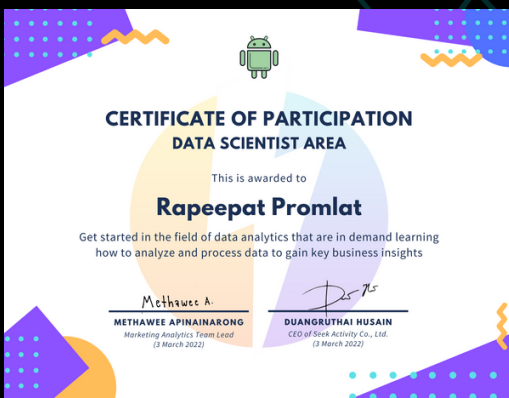 CERTIFICATE OF PARTICIPATION
DATA SCIENTIST AREA
This is awarded to
Rapeepat Promlat
Get started in the field of data analytics that are in demand learning
how to analyze and process data to gain key business insights
Methawee A.
METHAWEE APINAINARONG
Marketing Analytics Team Lead
(3 March 2022)
DUANGRUTHAI HUSAIN
CEO of Seek Activity Co., Ltd.
(3 March 2022)